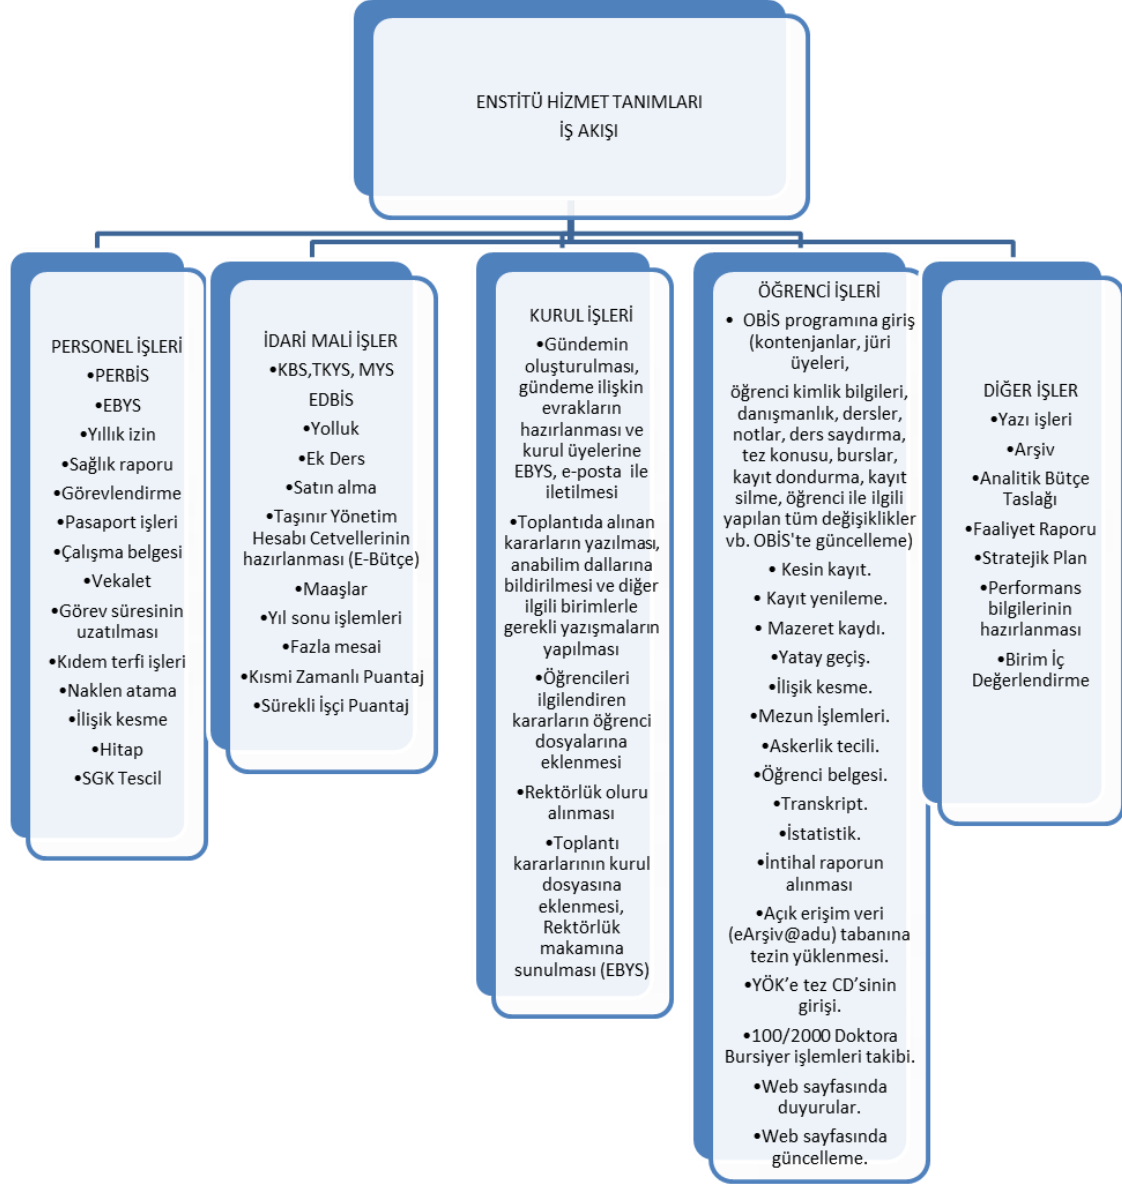 ENSTİTÜ HİZMET TANIMLARI
İŞ AKIŞI
PERSONEL İŞLERİ
•PERBİS
•EBYS
•Yıllık izin
•Sağlık raporu
•Görevlendirme
•Pasaport işleri
•Çalışma belgesi
•Vekalet
•Görev süresinin
uzatılması
•Kıdem terfi işleri
•Naklen atama
•İlişik kesme
•Hitap
•SGK Tescil
İDARİ MALİ İŞLER
•KBS,TKYS, MYS
EDBİS
•Yolluk
•Ek Ders
•Satın alma
•Taşınır Yönetim
Hesabı Cetvellerinin
hazırlanması (E-Bütçe)
•Maaşlar
•Yıl sonu işlemleri
•Fazla mesai
•Kısmi Zamanlı Puantaj
•Sürekli İşçi Puantaj
KURUL İŞLERİ
•Gündemin
oluşturulması,
gündeme ilişkin
evrakların
hazırlanması ve
kurul üyelerine
EBYS, e-posta ile
iletilmesi
•Toplantıda alınan
kararların yazılması,
anabilim dallarına
bildirilmesi ve diğer
ilgili birimlerle
gerekli yazışmaların
yapılması
•Öğrencileri
ilgilendiren
kararların öğrenci
dosyalarına
eklenmesi
•Rektörlük oluru
alınması
•Toplantı
kararlarının kurul
dosyasına
eklenmesi,
Rektörlük
makamına
sunulması (EBYS)
ÖĞRENCİ İŞLERİ
• OBİS programına giriş
(kontenjanlar, jüri
üyeleri,
öğrenci kimlik bilgileri,
danışmanlık, dersler,
notlar, ders saydırma,
tez konusu, burslar,
kayıt dondurma, kayıt
silme, öğrenci ile ilgili
yapılan tüm değişiklikler
vb. OBİS'te güncelleme)
• Kesin kayıt.
• Kayıt yenileme.
• Mazeret kaydı.
•Yatay geçiş.
•İlişik kesme.
•Mezun İşlemleri.
•Askerlik tecili.
•Öğrenci belgesi.
•Transkript.
•İstatistik.
•İntihal raporun
alınması
•Açık erişim veri
(eArşiv@adu) tabanına
tezin yüklenmesi.
•YÖK’e tez CD’sinin
girişi.
•100/2000 Doktora
Bursiyer işlemleri takibi.
•Web sayfasında
duyurular.
•Web sayfasında
güncelleme.
DİĞER İŞLER
•Yazı işleri
•Arşiv
•Analitik Bütçe
Taslağı
•Faaliyet Raporu
•Stratejik Plan
•Performans
bilgilerinin
hazırlanması
•Birim İç
Değerlendirme